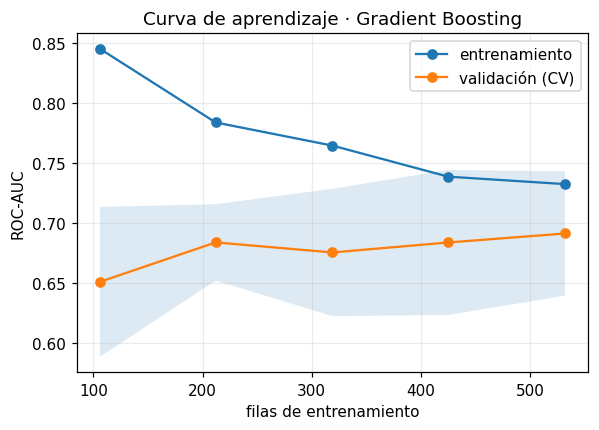 Curva de aprendizaje · Gradient Boosting
entrenamiento
validación (CV)
ROC-AUC
0.85
0.80
0.75
0.70
0.65
0.60
100
200
300
400
500
filas de entrenamiento